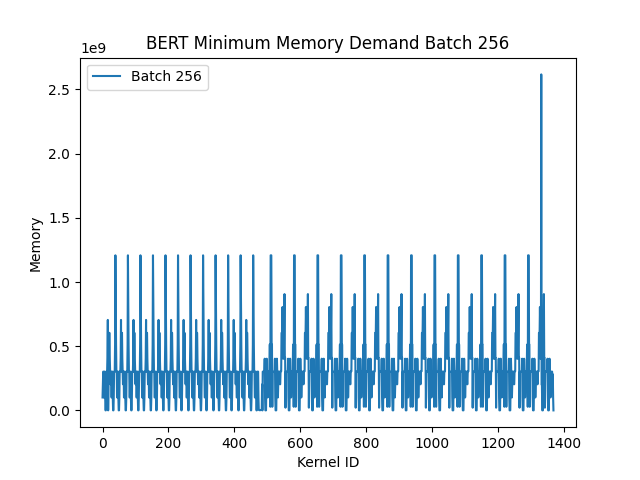 BERT Minimum Memory Demand Batch 256
1e9
Batch 256
2.5
2.0
1.5
1.0
0.5
0.0
Memory
0 200 400 600 800 1000 1200 1400
Kernel ID